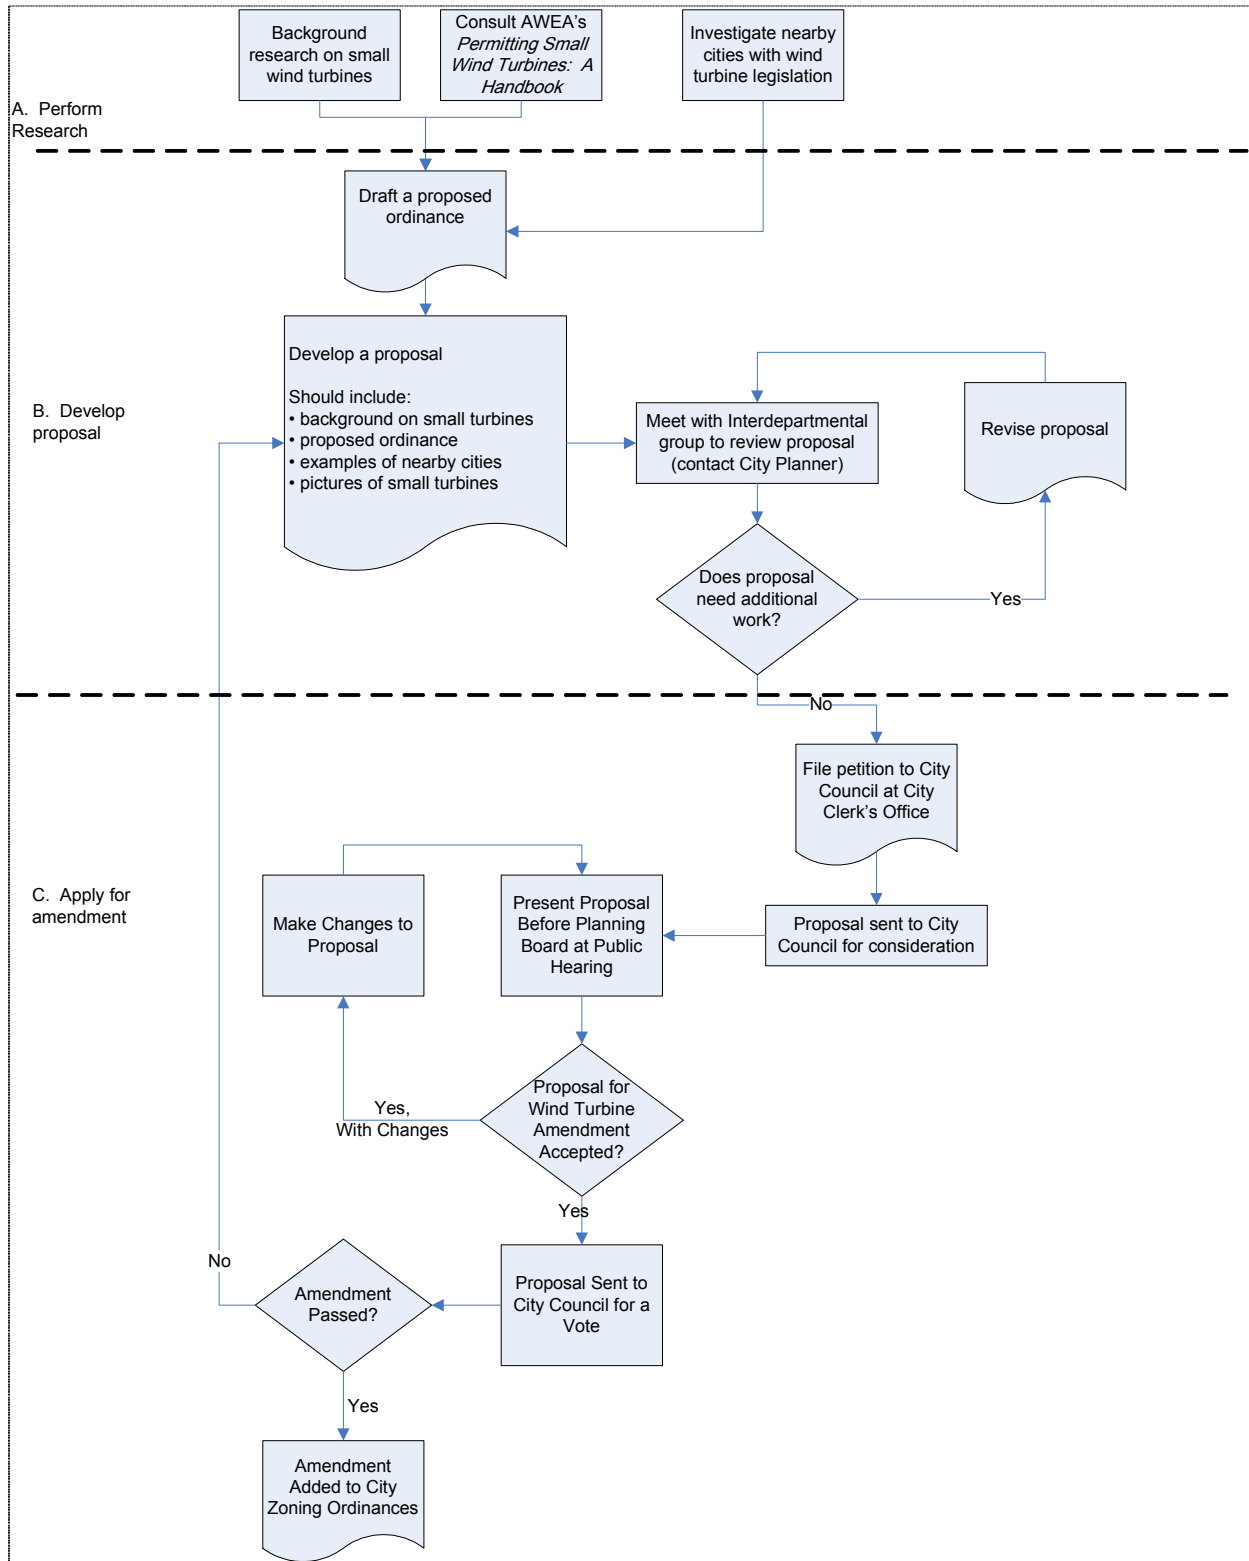 Background
research on small
wind turbines
Consult AWEA's
Permitting Small
Wind Turbines: A
Handbook
Investigate nearby
cities with wind
turbine legislation
A. Perform
Research
Draft a proposed
ordinance
Develop a proposal
Should include:
• background on small turbines
• proposed ordinance
• examples of nearby cities
• pictures of small turbines
B. Develop
proposal
Meet with Interdepartmental
group to review proposal
(contact City Planner)
Revise proposal
Does proposal
need additional
work?
Yes
No
File petition to City
Council at City
Clerk's Office
C. Apply for
amendment
Make Changes to
Proposal
Present Proposal
Before Planning
Board at Public
Hearing
Proposal sent to City
Council for consideration
Proposal for
Wind Turbine
Amendment
Accepted?
Yes,
With Changes
Yes
No
Amendment
Passed?
Proposal Sent to
City Council for a
Vote
Yes
Amendment
Added to City
Zoning Ordinances